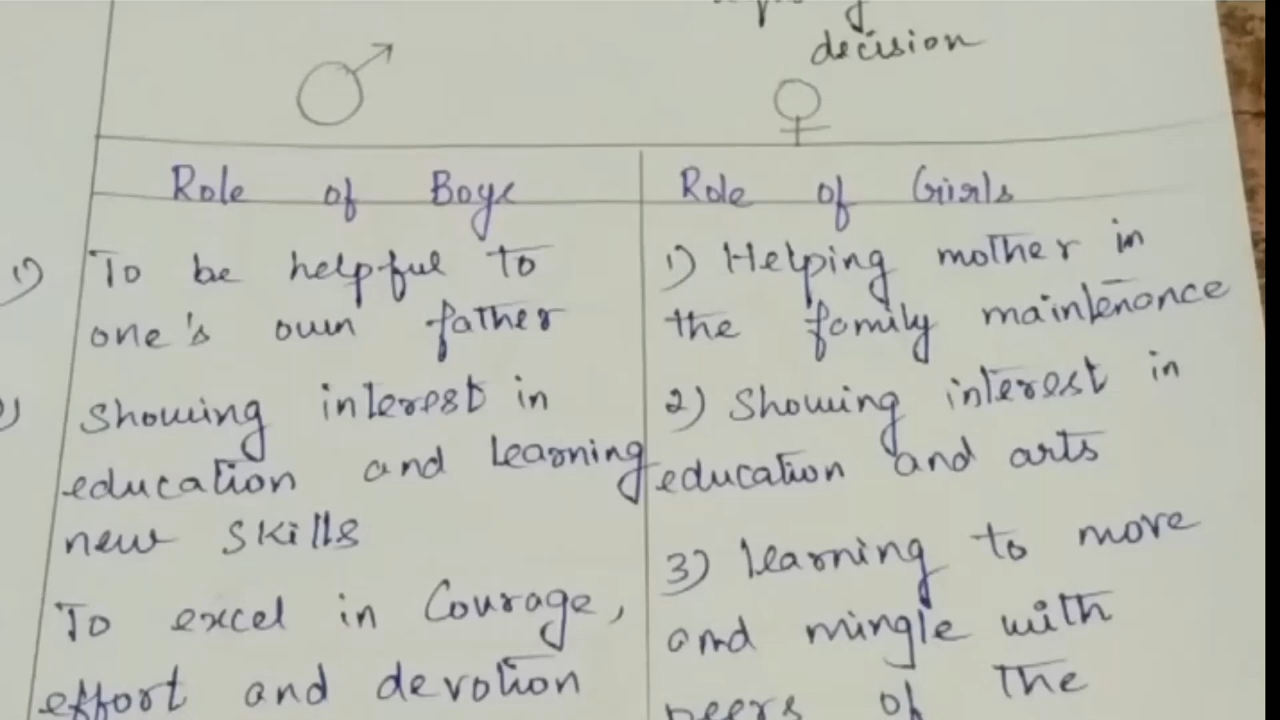 decision
Role of Boys
1) To be helpful to
one's own father
Showing interest in
education and learning
new skills
To excel in Courage,
effort and devotion
Role of Girls
1) Helping mother in
the family maintenance
2) Showing interest in
education and arts
3) learning to more
and mingle with
peers of the